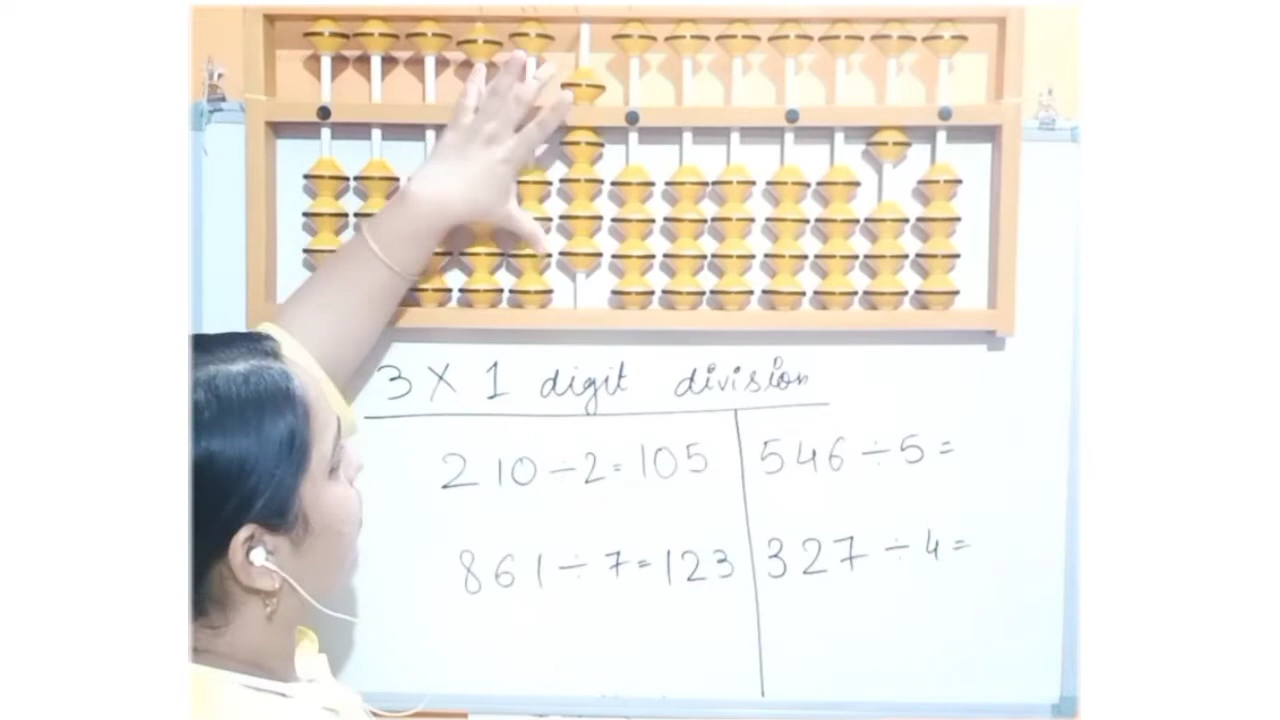 3 X 1 digit division
210÷2=105
861÷7=123
546÷5=
327÷4=